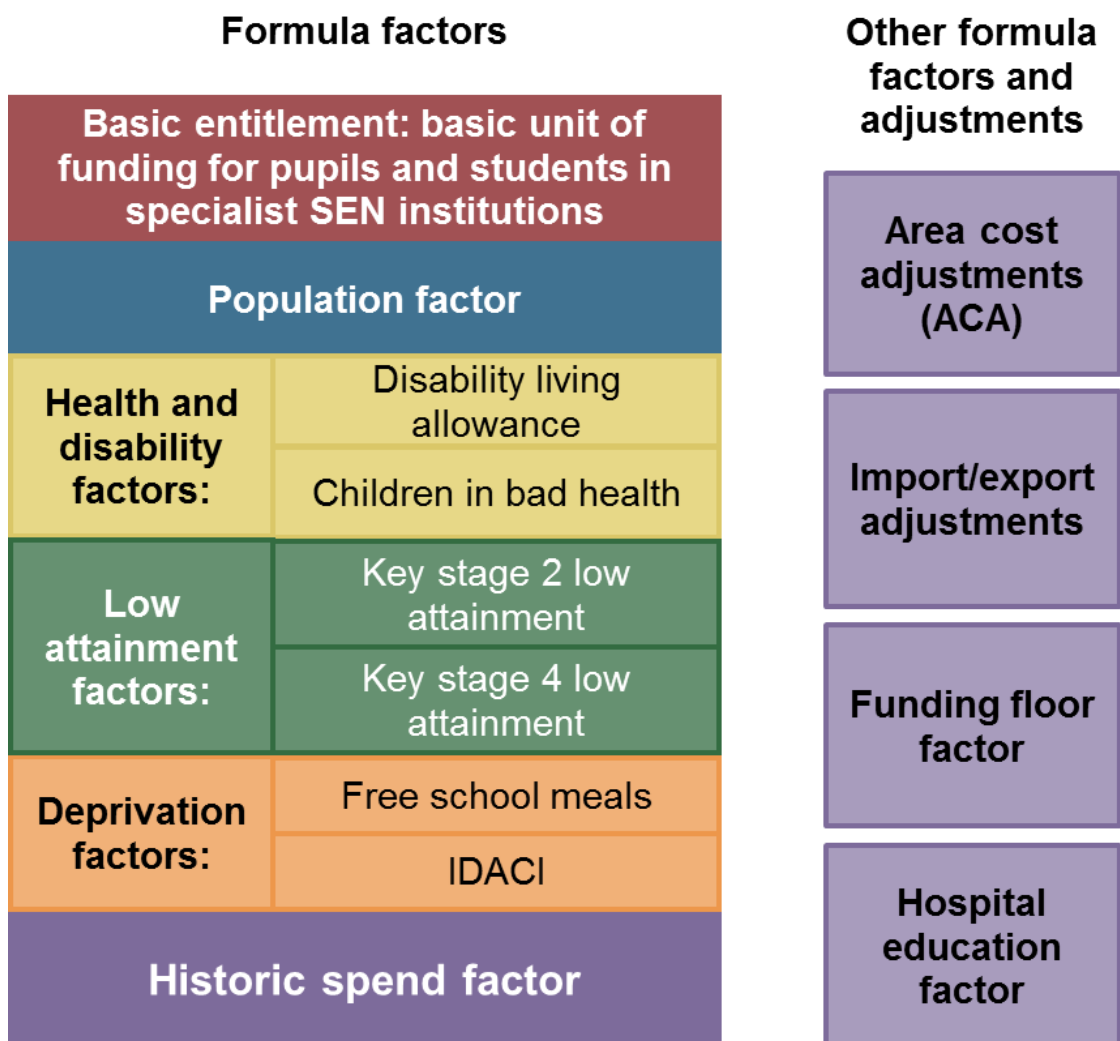 Formula factors
Basic entitlement: basic unit of
funding for pupils and students in
specialist SEN institutions
Population factor
Health and
disability
factors:
Disability living
allowance
Children in bad health
Low
attainment
factors:
Key stage 2 low
attainment
Key stage 4 low
attainment
Deprivation
factors:
Free school meals
IDACI
Historic spend factor
Other formula
factors and
adjustments
Area cost
adjustments
(ACA)
Import/export
adjustments
Funding floor
factor
Hospital
education
factor